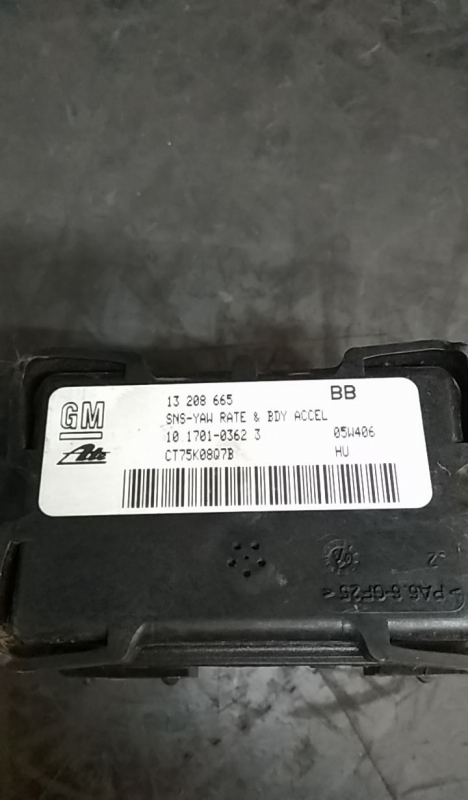 GM
13 208 665 BB
SNS-YAW RATE & BDY ACCEL
Ate
10 1701-0362 3 05W406
CT75K08Q7B HU
>PA6.6-GF25<